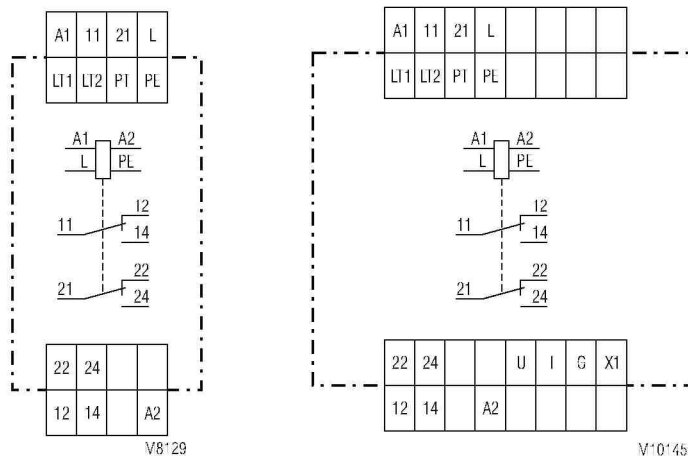 A1 11 21 L
LT1 LT2 PT PE
A1 A2
L PE
11 12
14
21 22
24
22 24
12 14 A2
M8129
A1 11 21 L
LT1 LT2 PT PE
A1 A2
L PE
11 12
14
21 22
24
22 24 U I G X1
12 14 A2
M10145